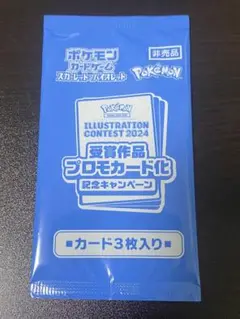 ポケモン
カードゲーム
スカーレット&バイオレット
非売品
Pokémon
Pokémon
ILLUSTRATION
CONTEST 2024
受賞作品
プロモカード化
記念キャンペーン
■カード3枚入り■